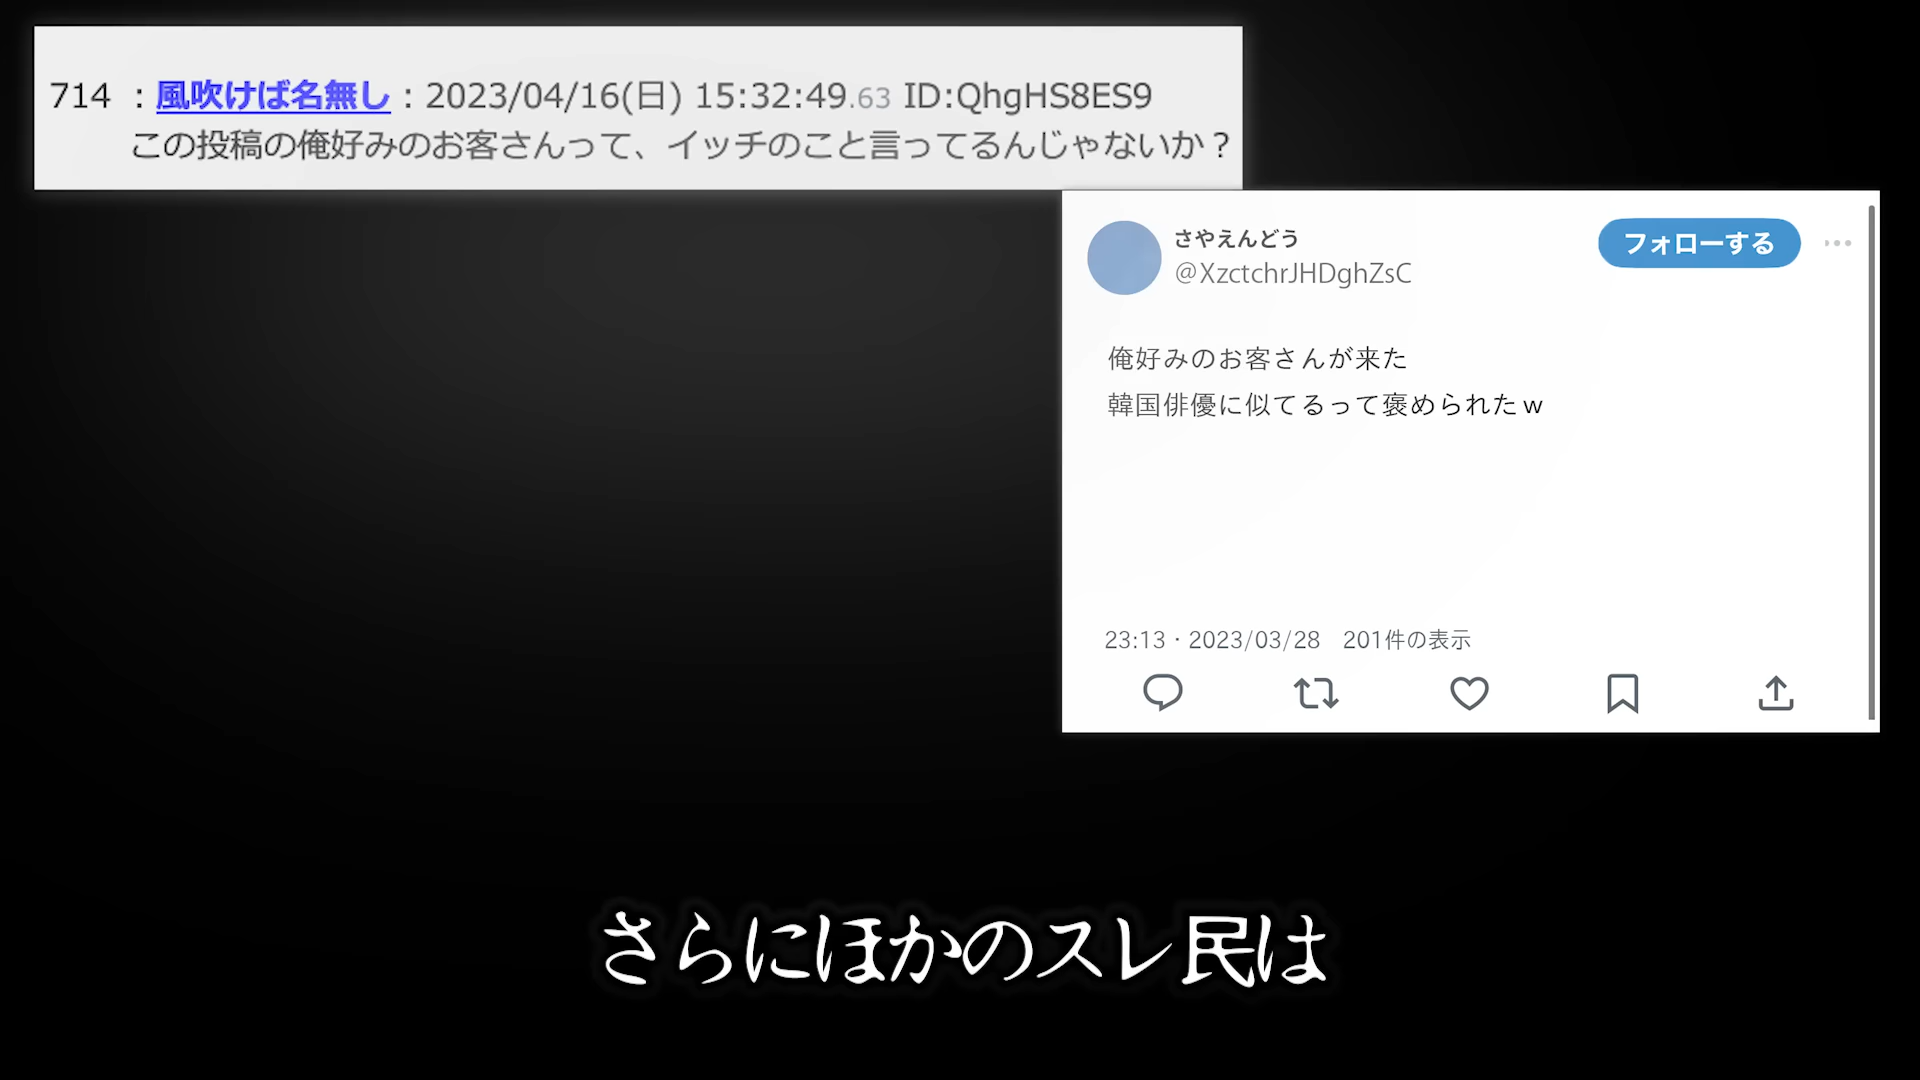 714 ：風吹けば名無し：2023/04/16(日) 15:32:49.63 ID:QhgHS8ES9
この投稿の俺好みのお客さんって、イッチのこと言ってるんじゃないか？
さやえんどう
@XzctchrJHDghZsC
フォローする
俺好みのお客さんが来た
韓国俳優に似てるって褒められたｗ
23:13・2023/03/28　201件の表示
さらにほかのスレ民は